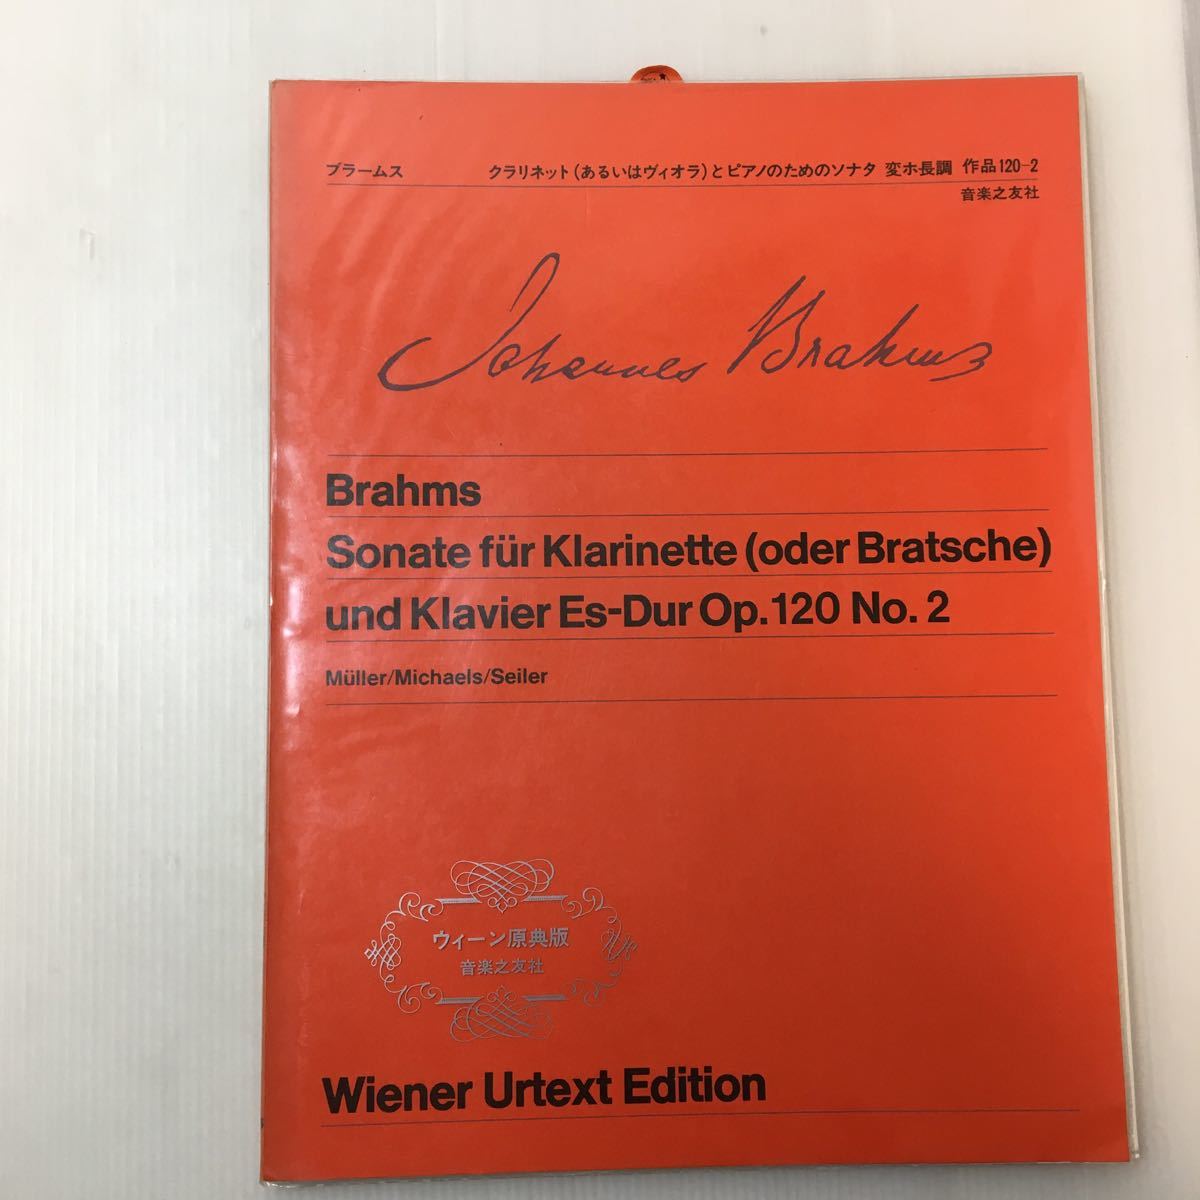 ブラームス クラリネット(あるいはヴィオラ)とピアノのためのソナタ 変ホ長調 作品120-2
音楽之友社
Johannes Brahms
Brahms
Sonate für Klarinette (oder Bratsche)
und Klavier Es-Dur Op. 120 No. 2
Müller/Michaels/Seiler
ウィーン原典版
音楽之友社
Wiener Urtext Edition